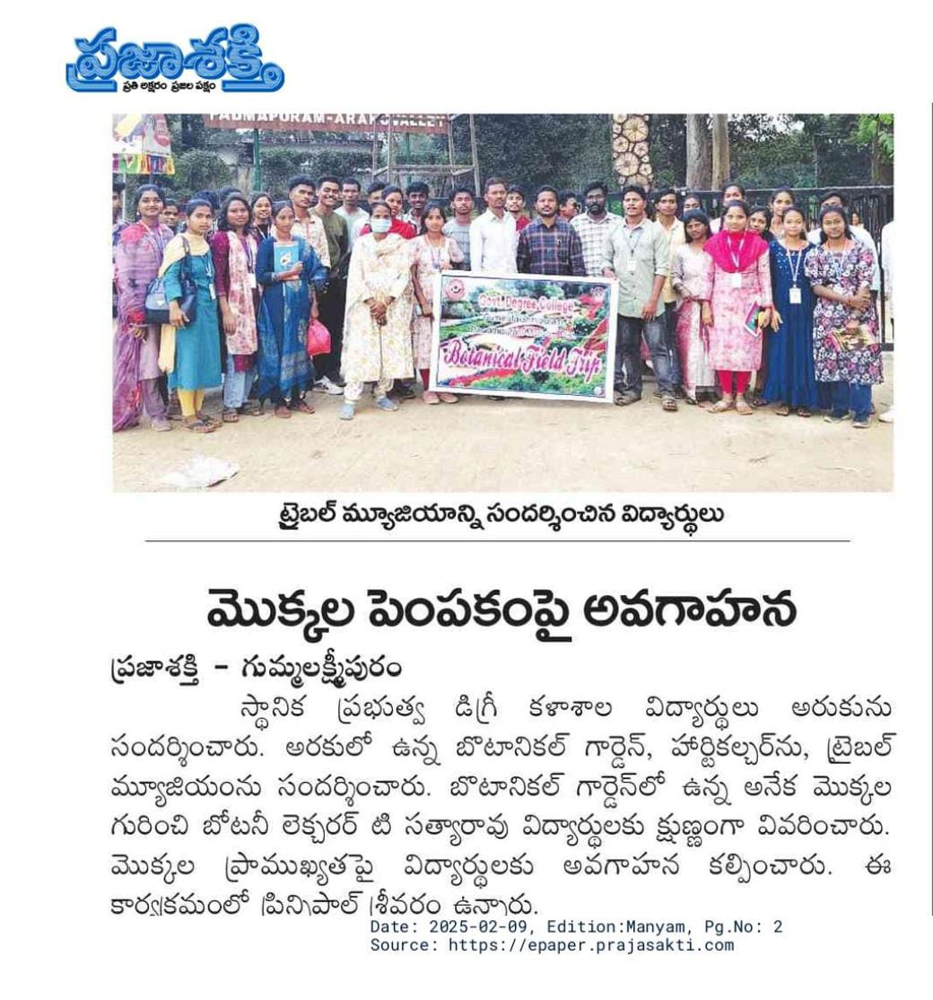 ప్రజాశక్తి
ప్రతి అక్షరం ప్రజల పక్షం
PADMAPURAM-ARAKU VALLEY
Govt. Degree College
Botanical Field Trip
ట్రైబల్ మ్యూజియాన్ని సందర్శించిన విద్యార్థులు
మొక్కల పెంపకంపై అవగాహన
ప్రజాశక్తి - గుమ్మలక్ష్మీపురం
స్థానిక ప్రభుత్వ డిగ్రీ కళాశాల విద్యార్థులు అరుకును
సందర్శించారు. అరకులో ఉన్న బొటానికల్ గార్డెన్, హార్టికల్చర్‌ను, ట్రైబల్
మ్యూజియంను సందర్శించారు. బొటానికల్ గార్డెన్‌లో ఉన్న అనేక మొక్కల
గురించి బోటనీ లెక్చరర్ టి సత్యారావు విద్యార్థులకు క్షుణ్ణంగా వివరించారు.
మొక్కల ప్రాముఖ్యతపై విద్యార్థులకు అవగాహన కల్పించారు. ఈ
కార్యక్రమంలో ప్రిన్సిపాల్ శ్రీవరం ఉన్నారు.
Date: 2025-02-09, Edition:Manyam, Pg.No: 2
Source: https://epaper.prajasakti.com